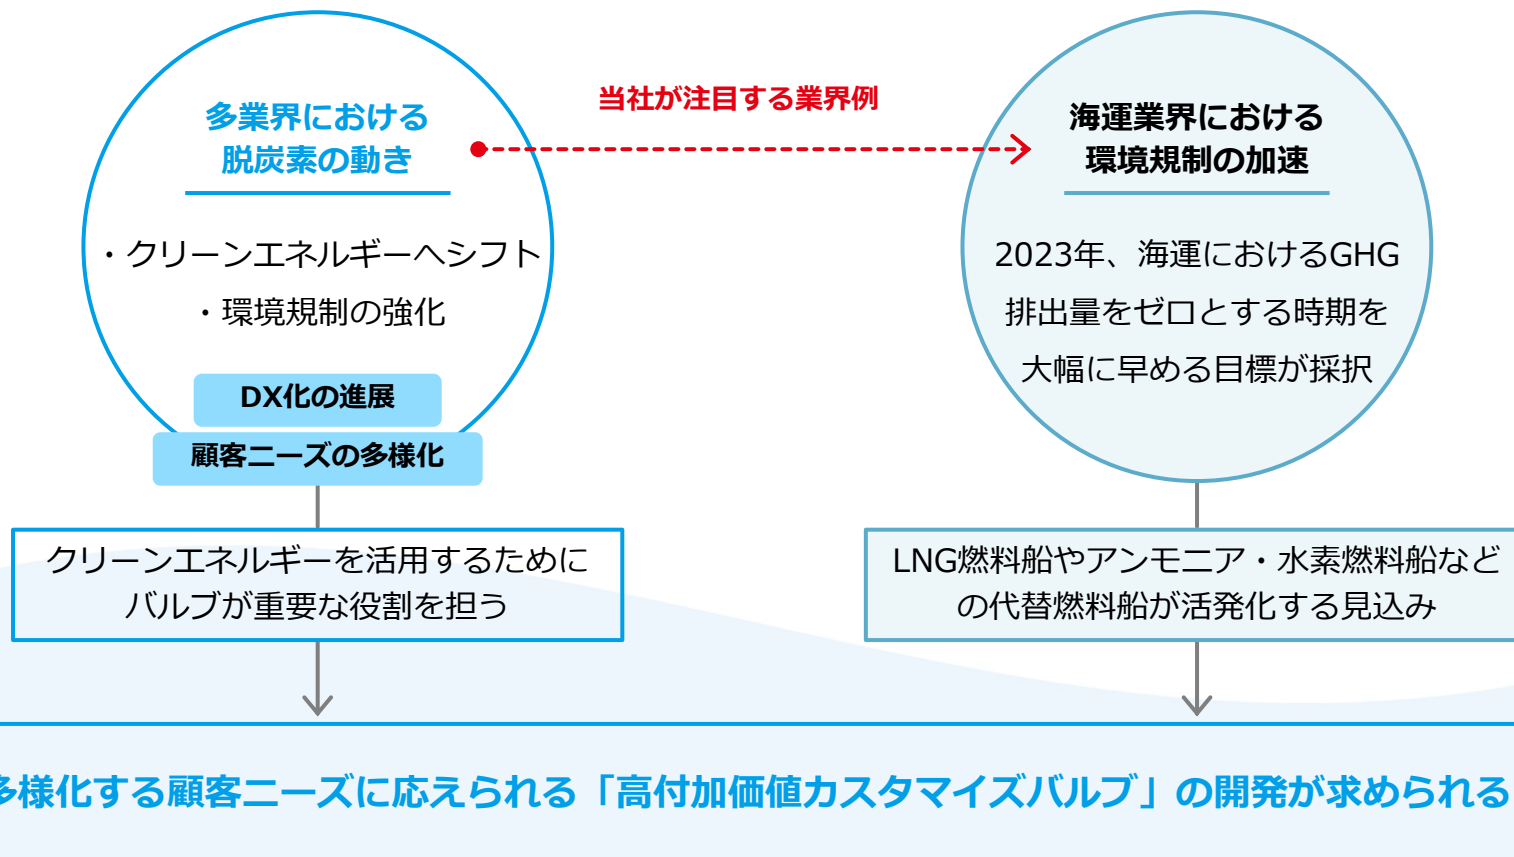 多業界における
脱炭素の動き
・クリーンエネルギーへシフト
・環境規制の強化
DX化の進展
顧客ニーズの多様化
クリーンエネルギーを活用するために
バルブが重要な役割を担う
当社が注目する業界例
海運業界における
環境規制の加速
2023年、海運におけるGHG
排出量をゼロとする時期を
大幅に早める目標が採択
LNG燃料船やアンモニア・水素燃料船など
の代替燃料船が活発化する見込み
多様化する顧客ニーズに応えられる「高付加価値カスタマイズバルブ」の開発が求められる